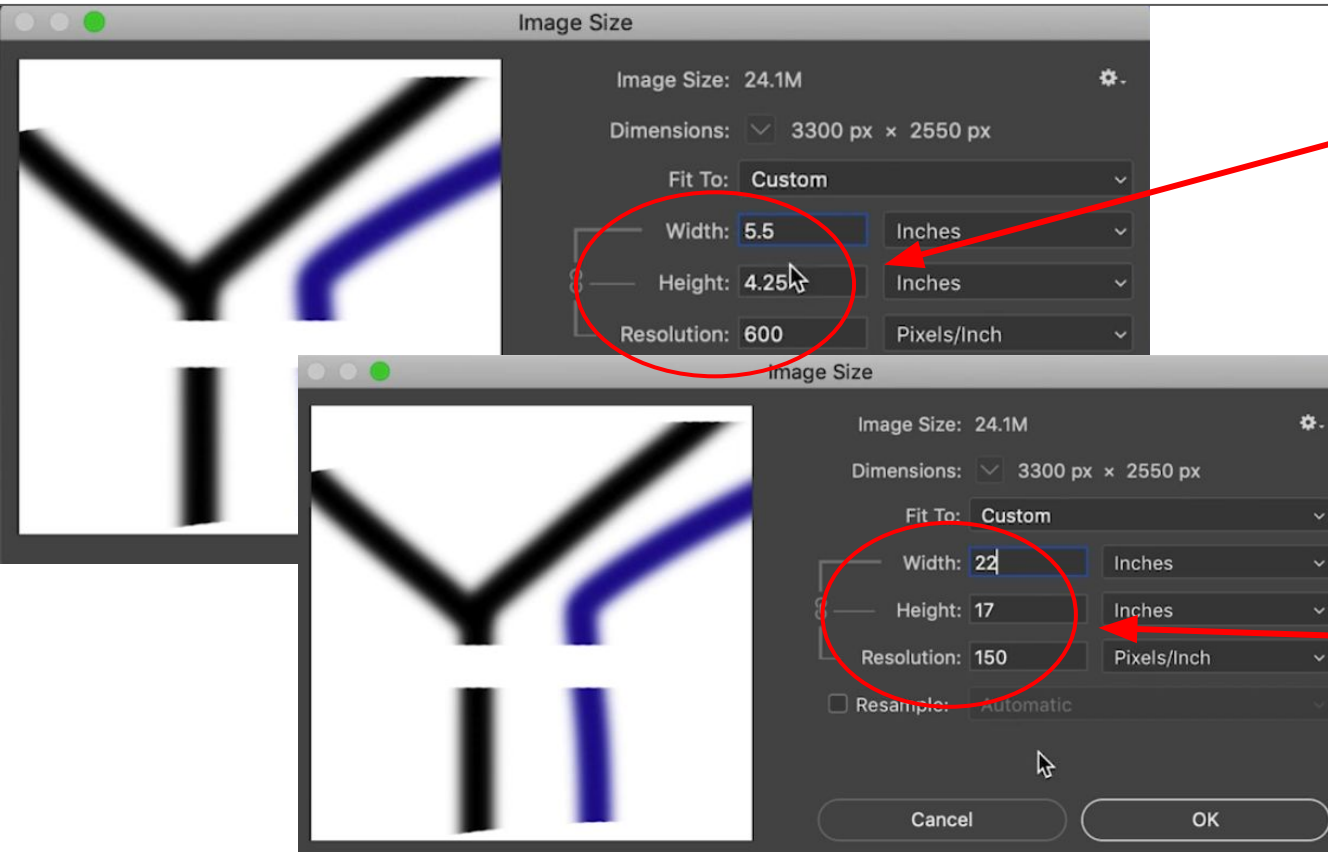 Image Size
Image Size: 24.1M
Dimensions: 3300 px × 2550 px
Fit To: Custom
Width: 5.5 Inches
Height: 4.25 Inches
Resolution: 600 Pixels/Inch
Image Size
Image Size: 24.1M
Dimensions: 3300 px × 2550 px
Fit To: Custom
Width: 22 Inches
Height: 17 Inches
Resolution: 150 Pixels/Inch
Resample: Automatic
Cancel OK